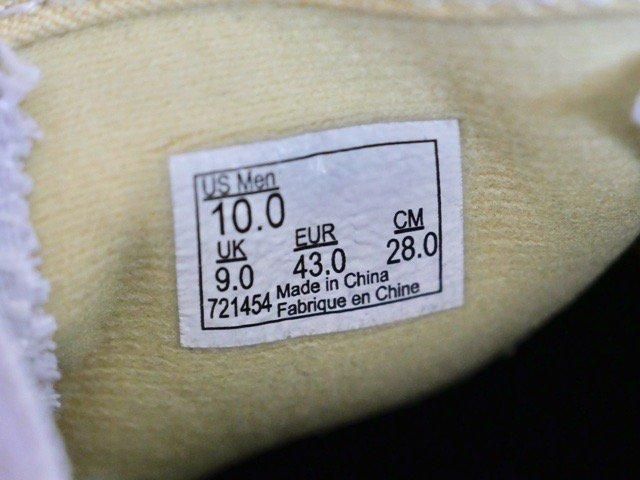 US Men
10.0
UK EUR CM
9.0 43.0 28.0
721454 Made in China
Fabrique en Chine